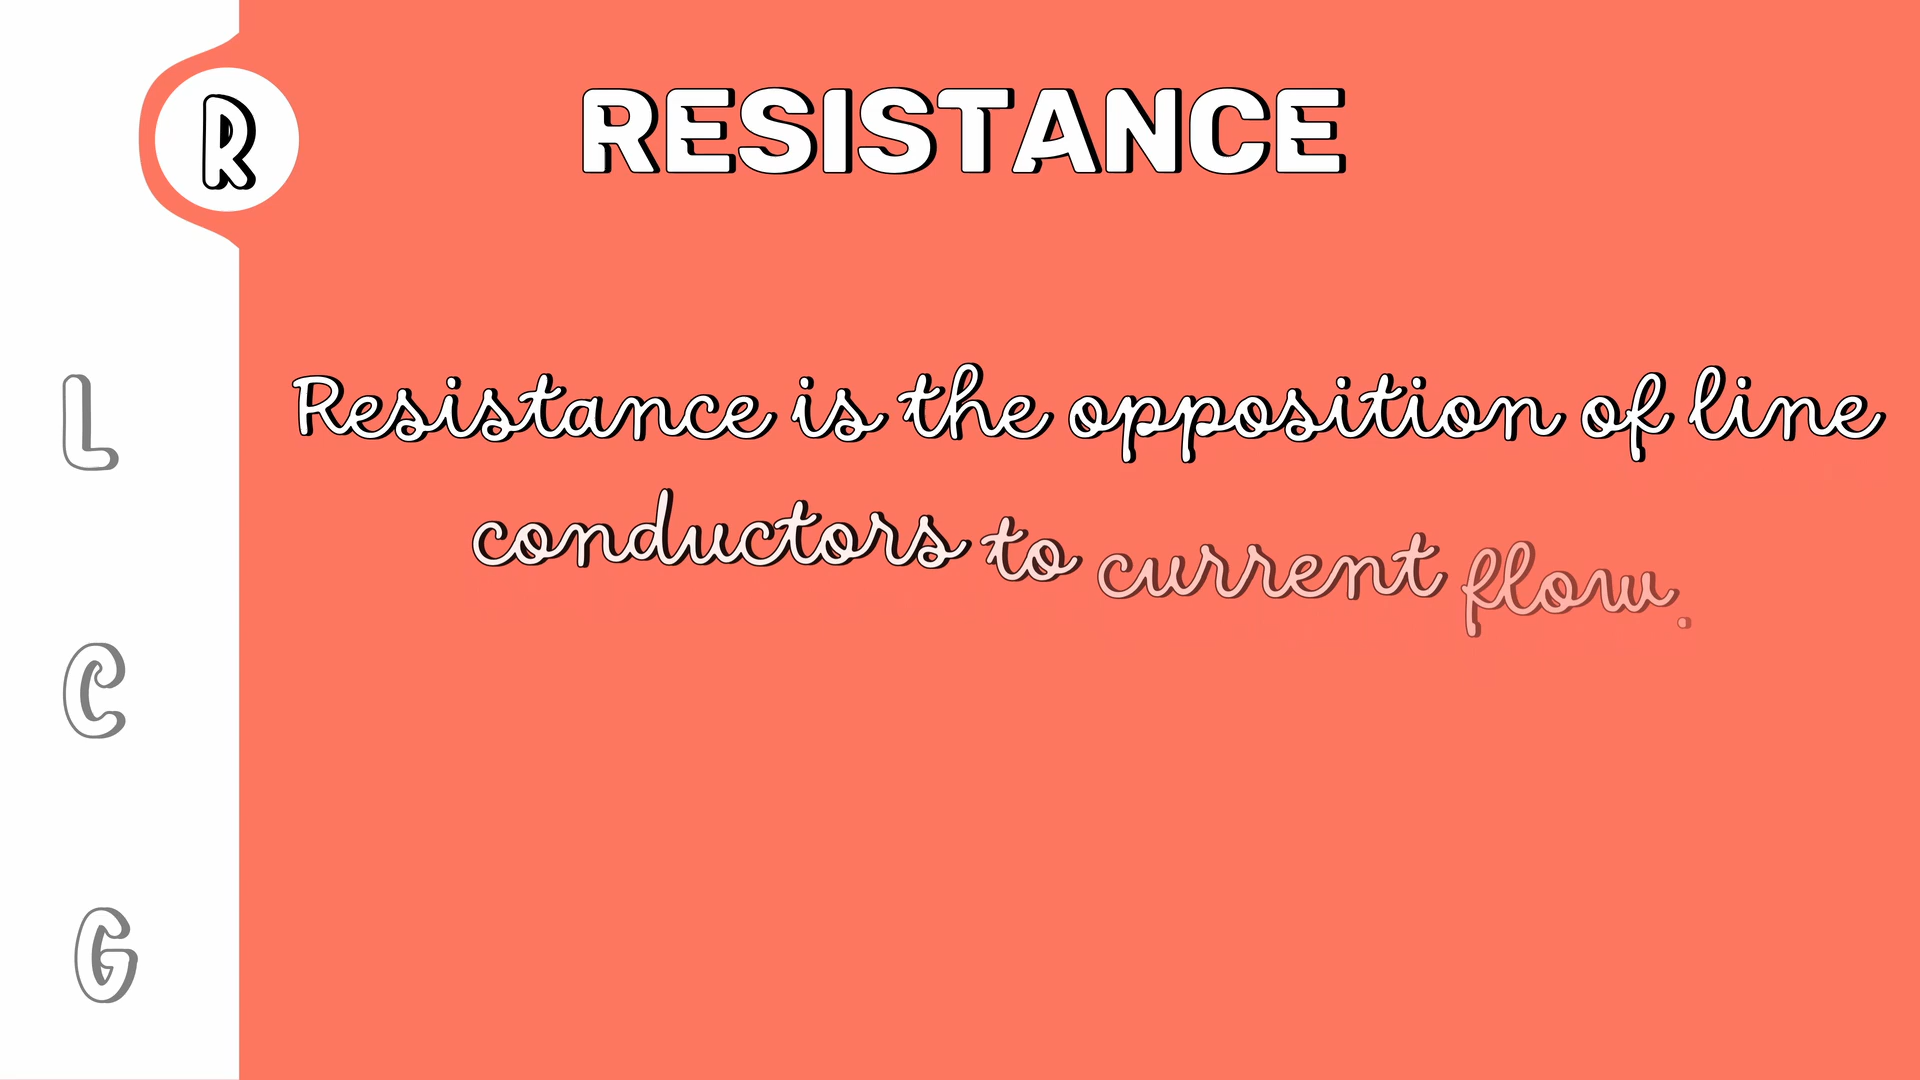 R
RESISTANCE
Resistance is the opposition of line
conductors to current flow.
L
C
G